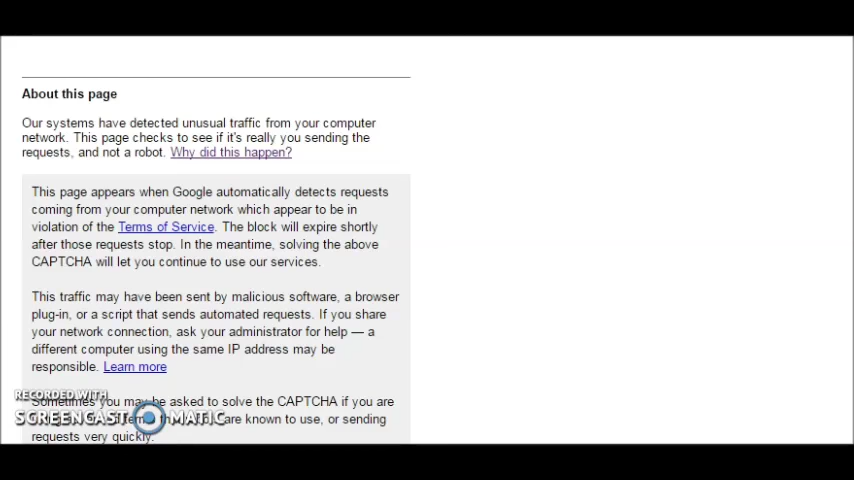 About this page
Our systems have detected unusual traffic from your computer
network. This page checks to see if it's really you sending the
requests, and not a robot. Why did this happen?
This page appears when Google automatically detects requests
coming from your computer network which appear to be in
violation of the Terms of Service. The block will expire shortly
after those requests stop. In the meantime, solving the above
CAPTCHA will let you continue to use our services.
This traffic may have been sent by malicious software, a browser
plug-in, or a script that sends automated requests. If you share
your network connection, ask your administrator for help — a
different computer using the same IP address may be
responsible. Learn more
RECORDED WITH
Sometimes you may be asked to solve the CAPTCHA if you are
SCREENCAST MATIC
are known to use, or sending
requests very quickly.